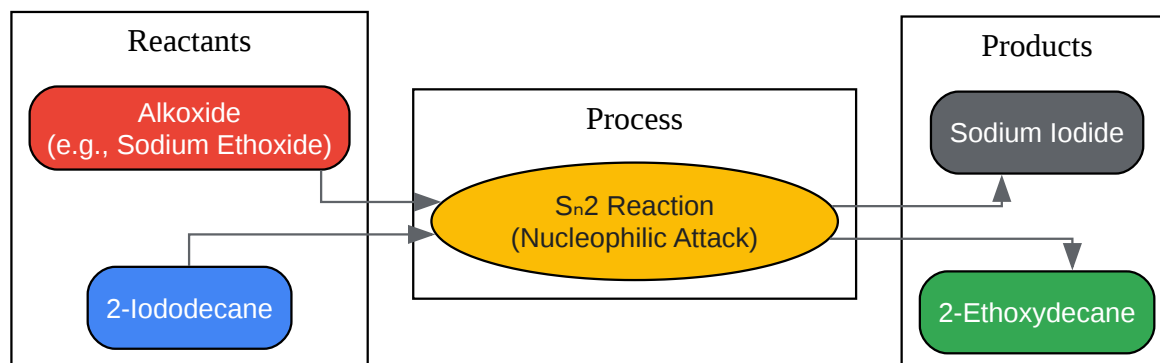 Reactants
Alkoxide
(e.g., Sodium Ethoxide)
2-Iododecane
Process
Sₙ2 Reaction
(Nucleophilic Attack)
Products
Sodium Iodide
2-Ethoxydecane